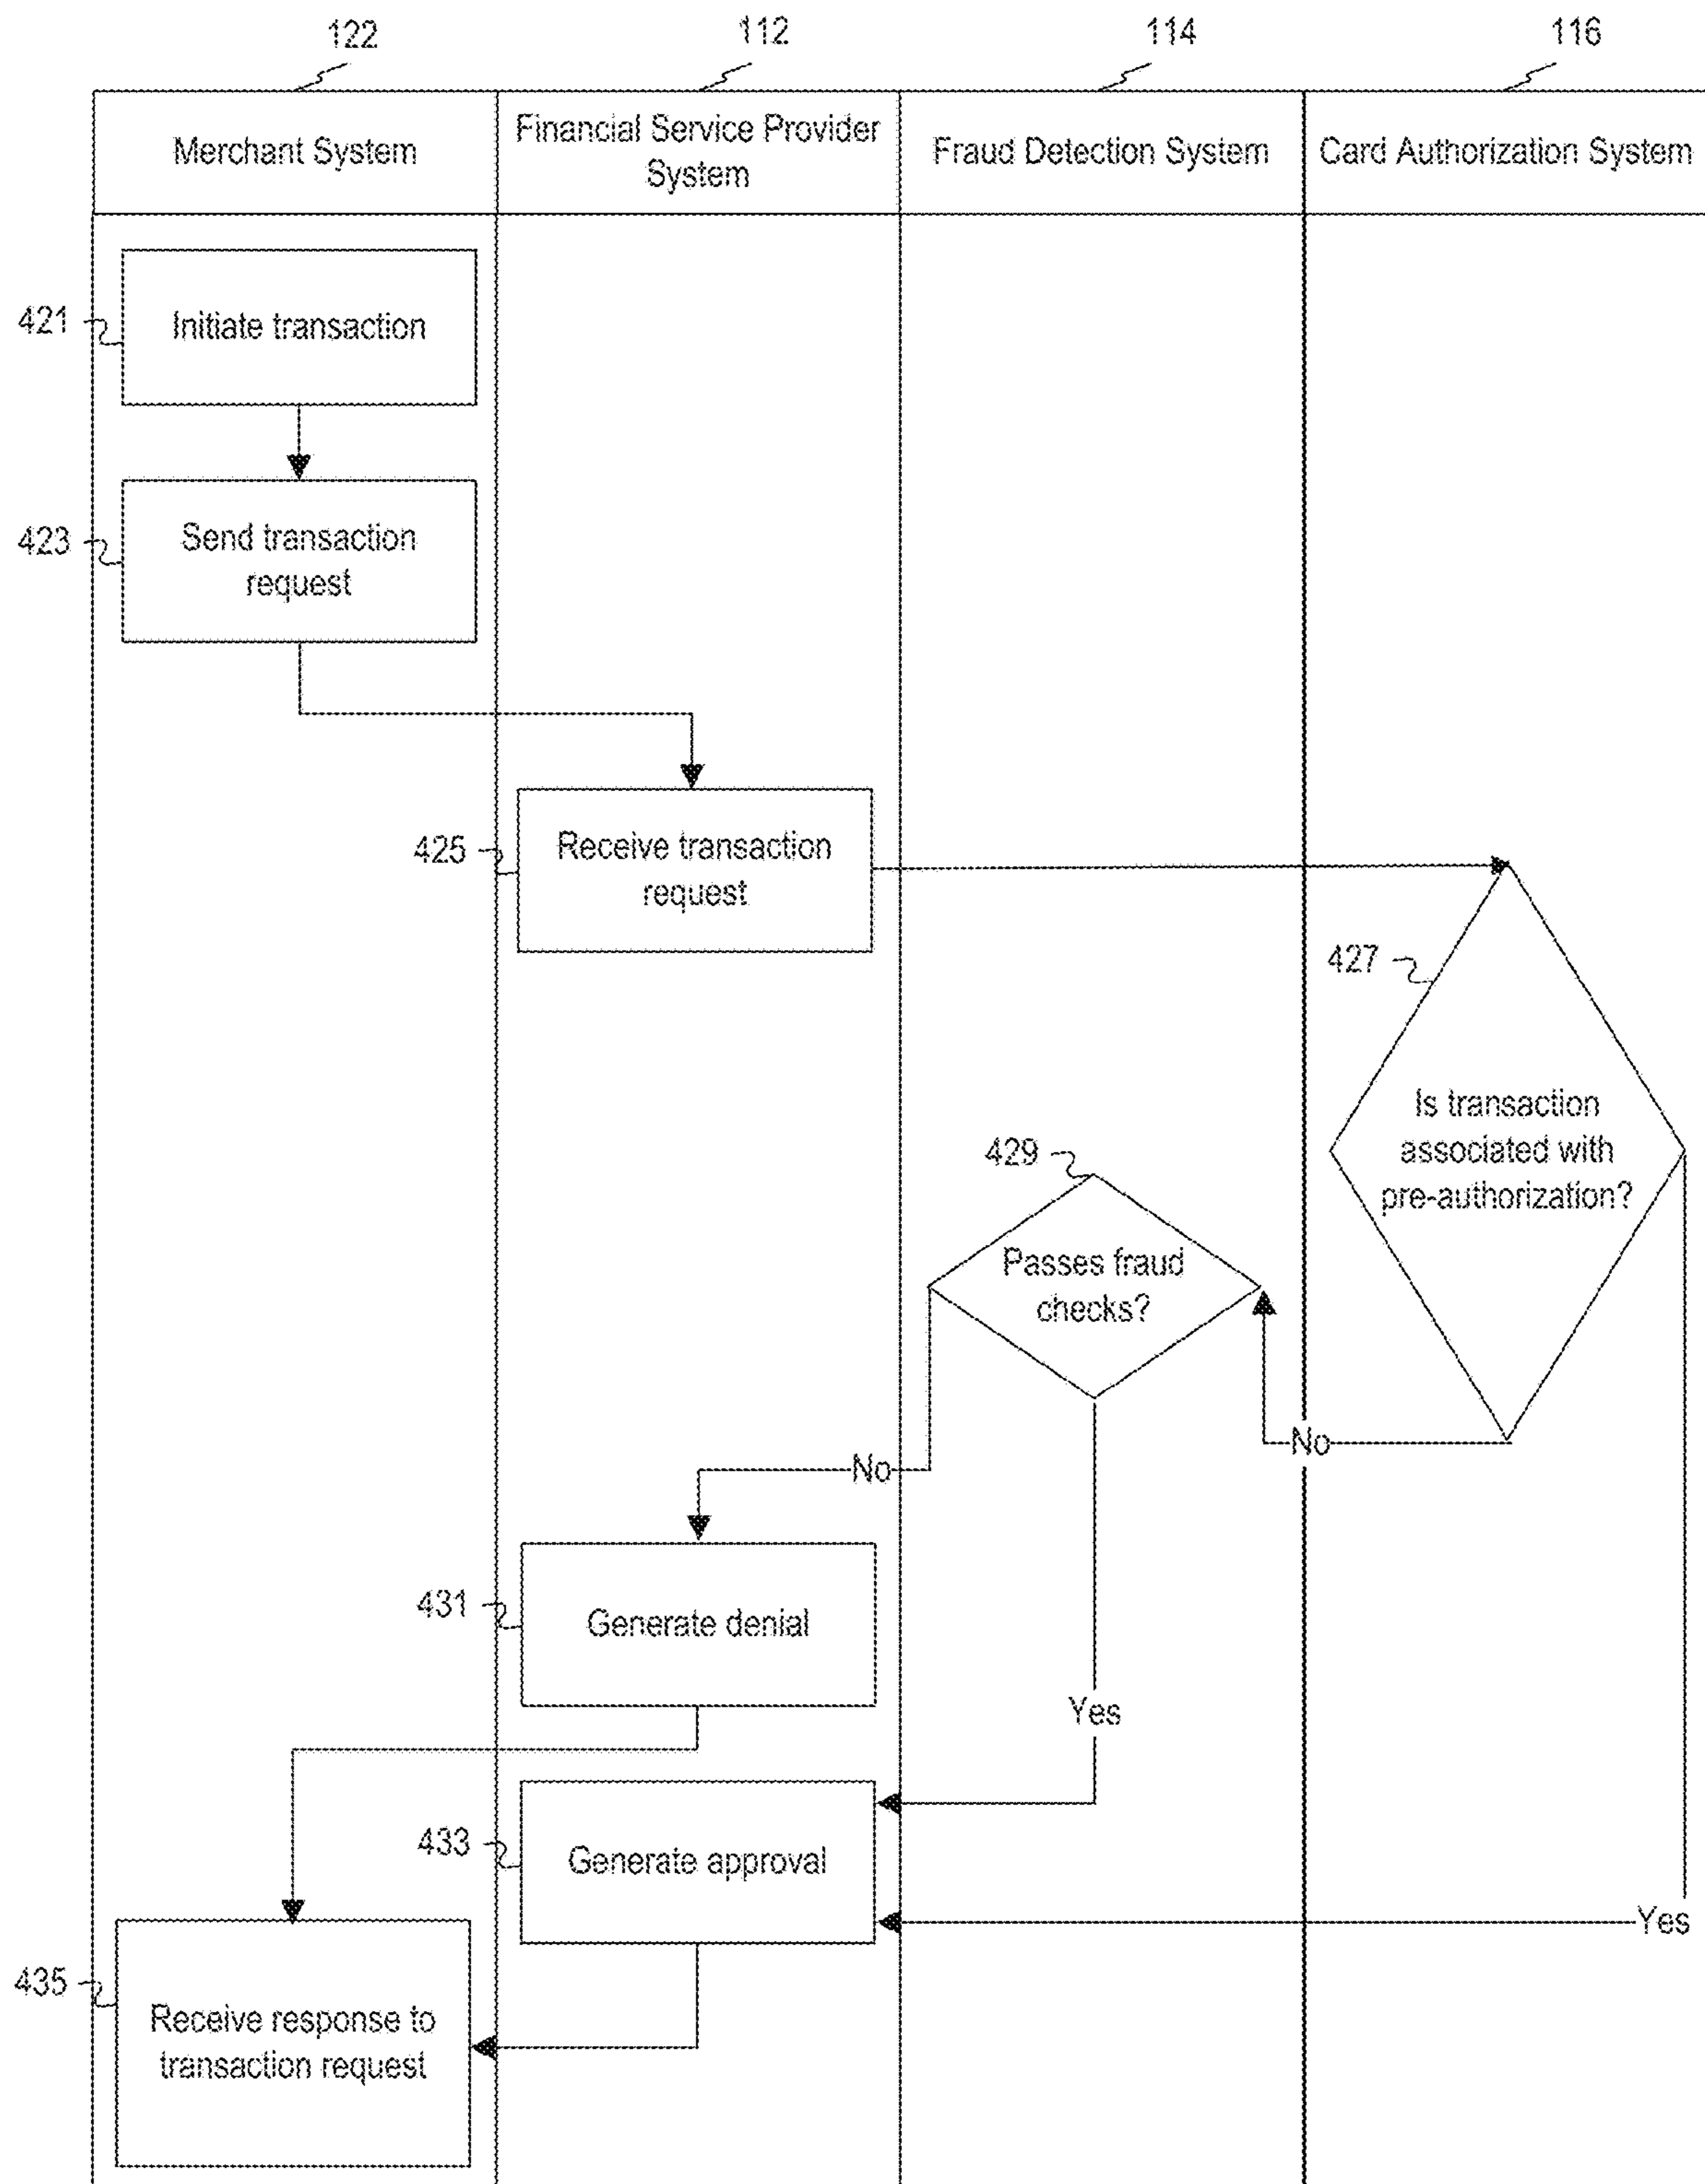 122
112
114
116
Merchant System
Financial Service Provider
System
Fraud Detection System
Card Authorization System
421
Initiate transaction
423
Send transaction
request
425
Receive transaction
request
427
Is transaction
associated with
pre-authorization?
429
Passes fraud
checks?
No
No
431
Generate denial
Yes
433
Generate approval
Yes
435
Receive response to
transaction request